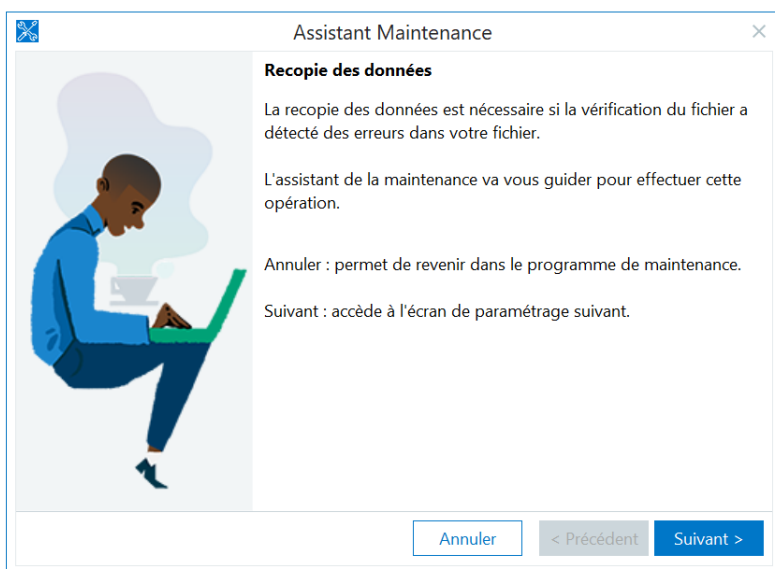 Assistant Maintenance
Recopie des données
La recopie des données est nécessaire si la vérification du fichier a
détecté des erreurs dans votre fichier.
L'assistant de la maintenance va vous guider pour effectuer cette
opération.
Annuler : permet de revenir dans le programme de maintenance.
Suivant : accède à l'écran de paramétrage suivant.
Annuler
< Précédent
Suivant >